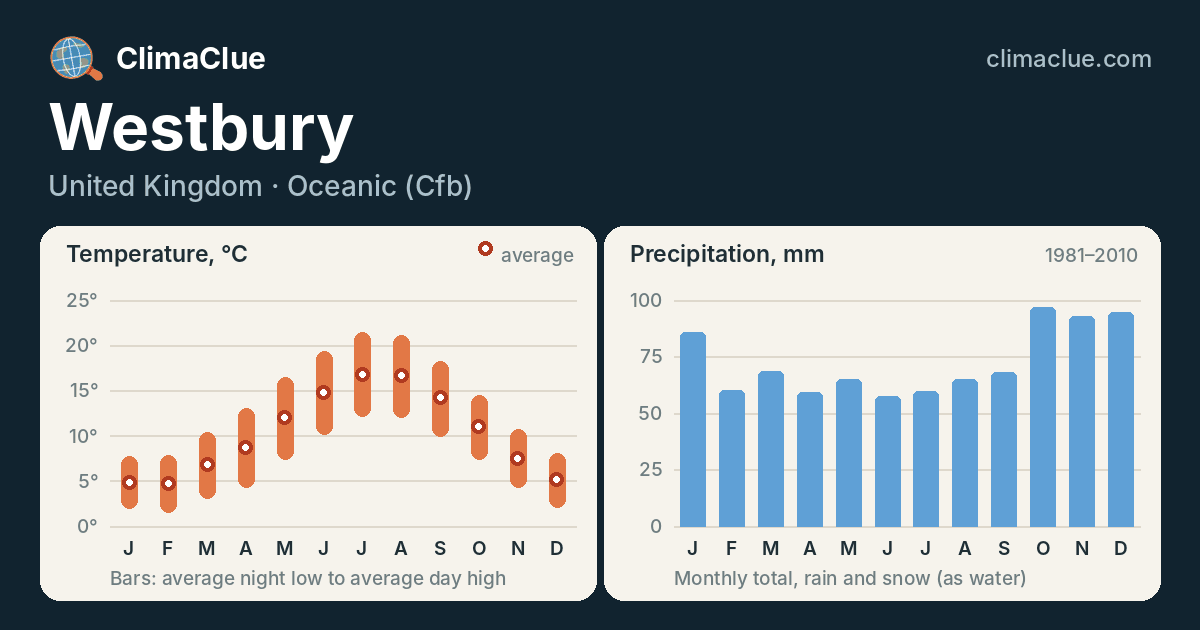 ClimaClue
climaclue.com
Westbury
United Kingdom · Oceanic (Cfb)
Temperature, °C
average
25°
20°
15°
10°
5°
0°
J F M A M J J A S O N D
Bars: average night low to average day high
Precipitation, mm
1981–2010
100
75
50
25
0
J F M A M J J A S O N D
Monthly total, rain and snow (as water)